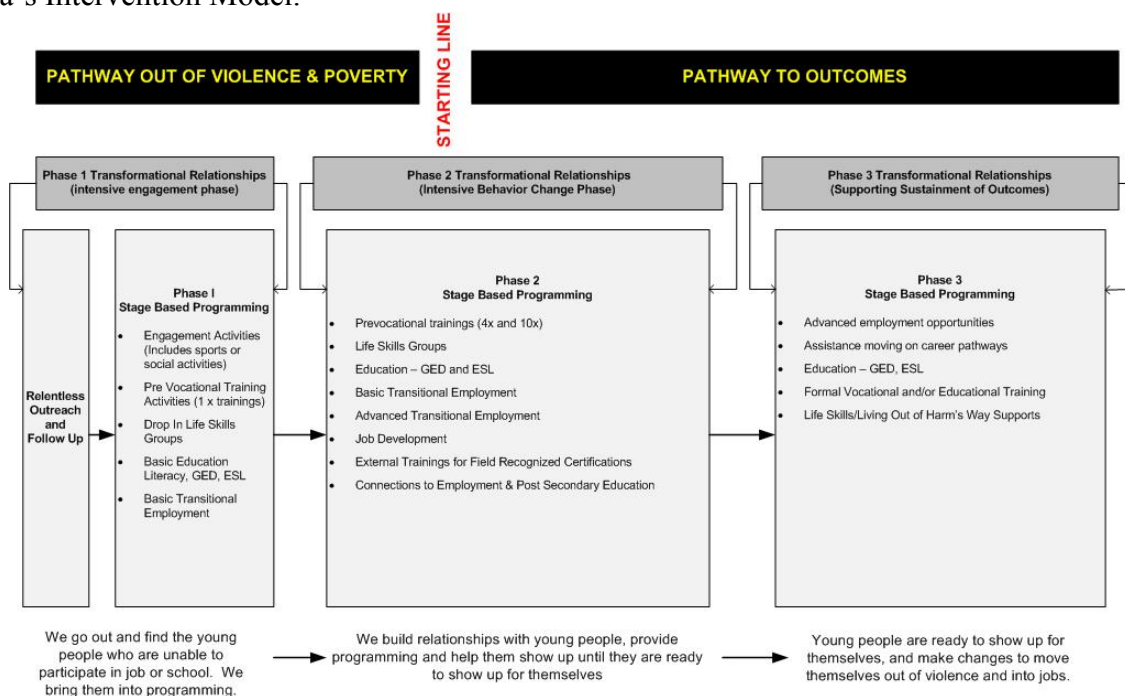 a's Intervention Model.
PATHWAY OUT OF VIOLENCE & POVERTY
STARTING LINE
PATHWAY TO OUTCOMES
Phase 1 Transformational Relationships
(intensive engagement phase)
Phase 2 Transformational Relationships
(Intensive Behavior Change Phase)
Phase 3 Transformational Relationships
(Supporting Sustainment of Outcomes)
Relentless
Outreach
and
Follow Up
Phase I
Stage Based Programming
• Engagement Activities
(Includes sports or
social activities)
• Pre Vocational Training
Activities (1 x trainings)
• Drop In Life Skills
Groups
• Basic Education
Literacy, GED, ESL
• Basic Transitional
Employment
Phase 2
Stage Based Programming
• Prevocational trainings (4x and 10x)
• Life Skills Groups
• Education – GED and ESL
• Basic Transitional Employment
• Advanced Transitional Employment
• Job Development
• External Trainings for Field Recognized Certifications
• Connections to Employment & Post Secondary Education
Phase 3
Stage Based Programming
• Advanced employment opportunities
• Assistance moving on career pathways
• Education – GED, ESL
• Formal Vocational and/or Educational Training
• Life Skills/Living Out of Harm's Way Supports
We go out and find the young
people who are unable to
participate in job or school. We
bring them into programming.
We build relationships with young people, provide
programming and help them show up until they are ready
to show up for themselves
Young people are ready to show up for
themselves, and make changes to move
themselves out of violence and into jobs.